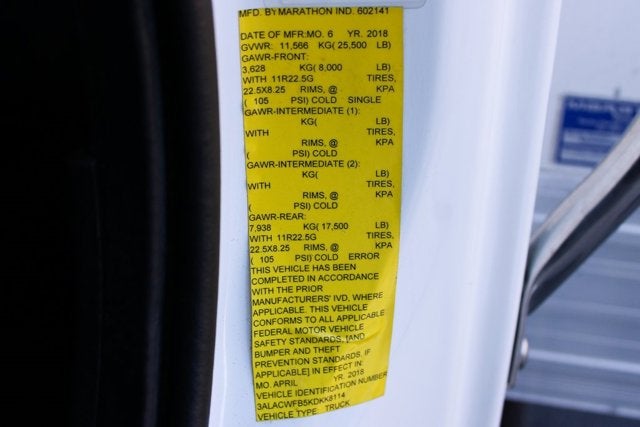 MFD. BY MARATHON IND. 602141
DATE OF MFR: MO. 6 YR. 2018
GVWR: 11,566 KG( 25,500 LB)
GAWR-FRONT:
3,628 KG( 8,000 LB)
WITH 11R22.5G TIRES,
22.5X8.25 RIMS, @ KPA
( 105 PSI) COLD SINGLE
GAWR-INTERMEDIATE (1):
KG( LB)
WITH TIRES,
RIMS, @ KPA
( PSI) COLD
GAWR-INTERMEDIATE (2):
KG( LB)
WITH TIRES,
RIMS, @ KPA
( PSI) COLD
GAWR-REAR:
7,938 KG( 17,500 LB)
WITH 11R22.5G TIRES,
22.5X8.25 RIMS, @ KPA
( 105 PSI) COLD ERROR
THIS VEHICLE HAS BEEN
COMPLETED IN ACCORDANCE
WITH THE PRIOR
MANUFACTURERS' IVD. WHERE
APPLICABLE. THIS VEHICLE
CONFORMS TO ALL APPLICABLE
FEDERAL MOTOR VEHICLE
SAFETY STANDARDS, [AND
BUMPER AND THEFT
PREVENTION STANDARDS, IF
APPLICABLE] IN EFFECT IN:
MO. APRIL YR. 2018
VEHICLE IDENTIFICATION NUMBER
3ALACWFB5KDKK8114
VEHICLE TYPE: TRUCK